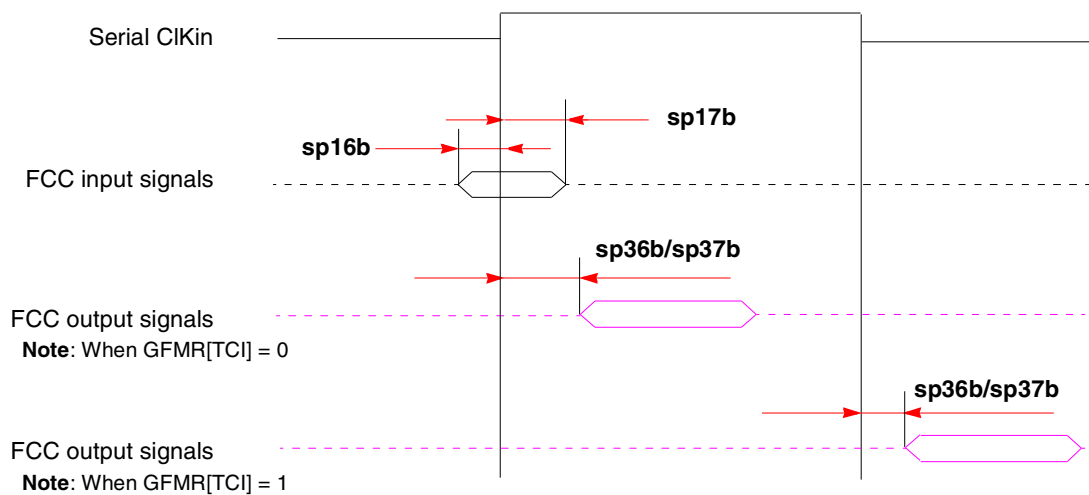 Serial ClKin
sp17b
sp16b
FCC input signals
sp36b/sp37b
FCC output signals
Note: When GFMR[TCI] = 0
sp36b/sp37b
FCC output signals
Note: When GFMR[TCI] = 1